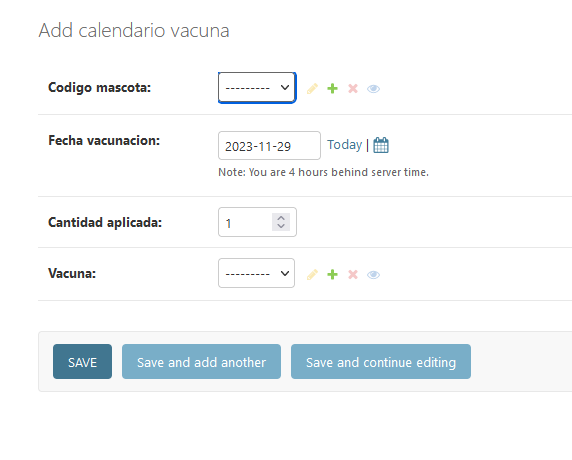 Add calendario vacuna
Codigo mascota: ---------
Fecha vacunacion: 2023-11-29 Today |
Note: You are 4 hours behind server time.
Cantidad aplicada: 1
Vacuna: ---------
SAVE Save and add another Save and continue editing